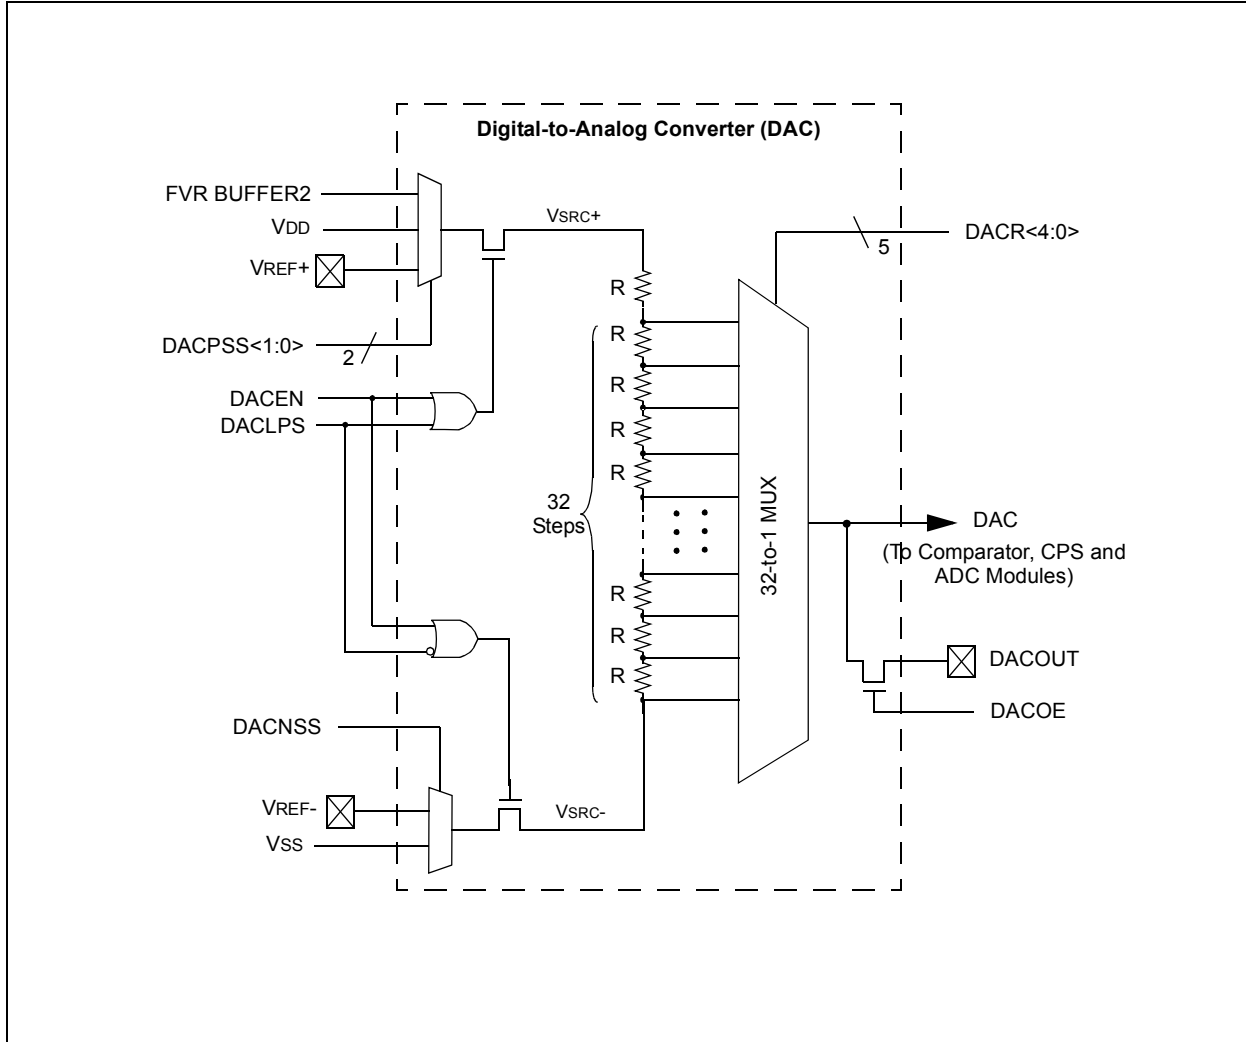 Digital-to-Analog Converter (DAC)
FVR BUFFER2
VDD
VREF+
VSRC+
DACPSS<1:0>
2
DACEN
DACLPS
5
DACR<4:0>
R
R
R
R
R
32
Steps
R
R
R
32-to-1 MUX
DAC
(To Comparator, CPS and
ADC Modules)
DACOUT
DACOE
DACNSS
VREF-
VSRC-
VSS